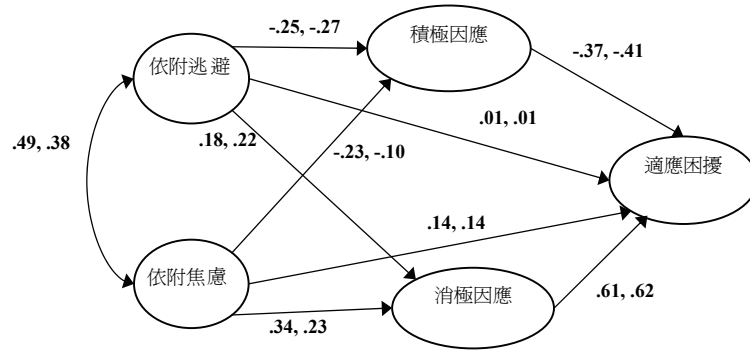 -.25, -.27
積極因應
-.37, -.41
依附逃避
.01, .01
.49, .38
.18, .22
-.23, -.10
適應困擾
.14, .14
依附焦慮
消極因應
.34, .23
.61, .62